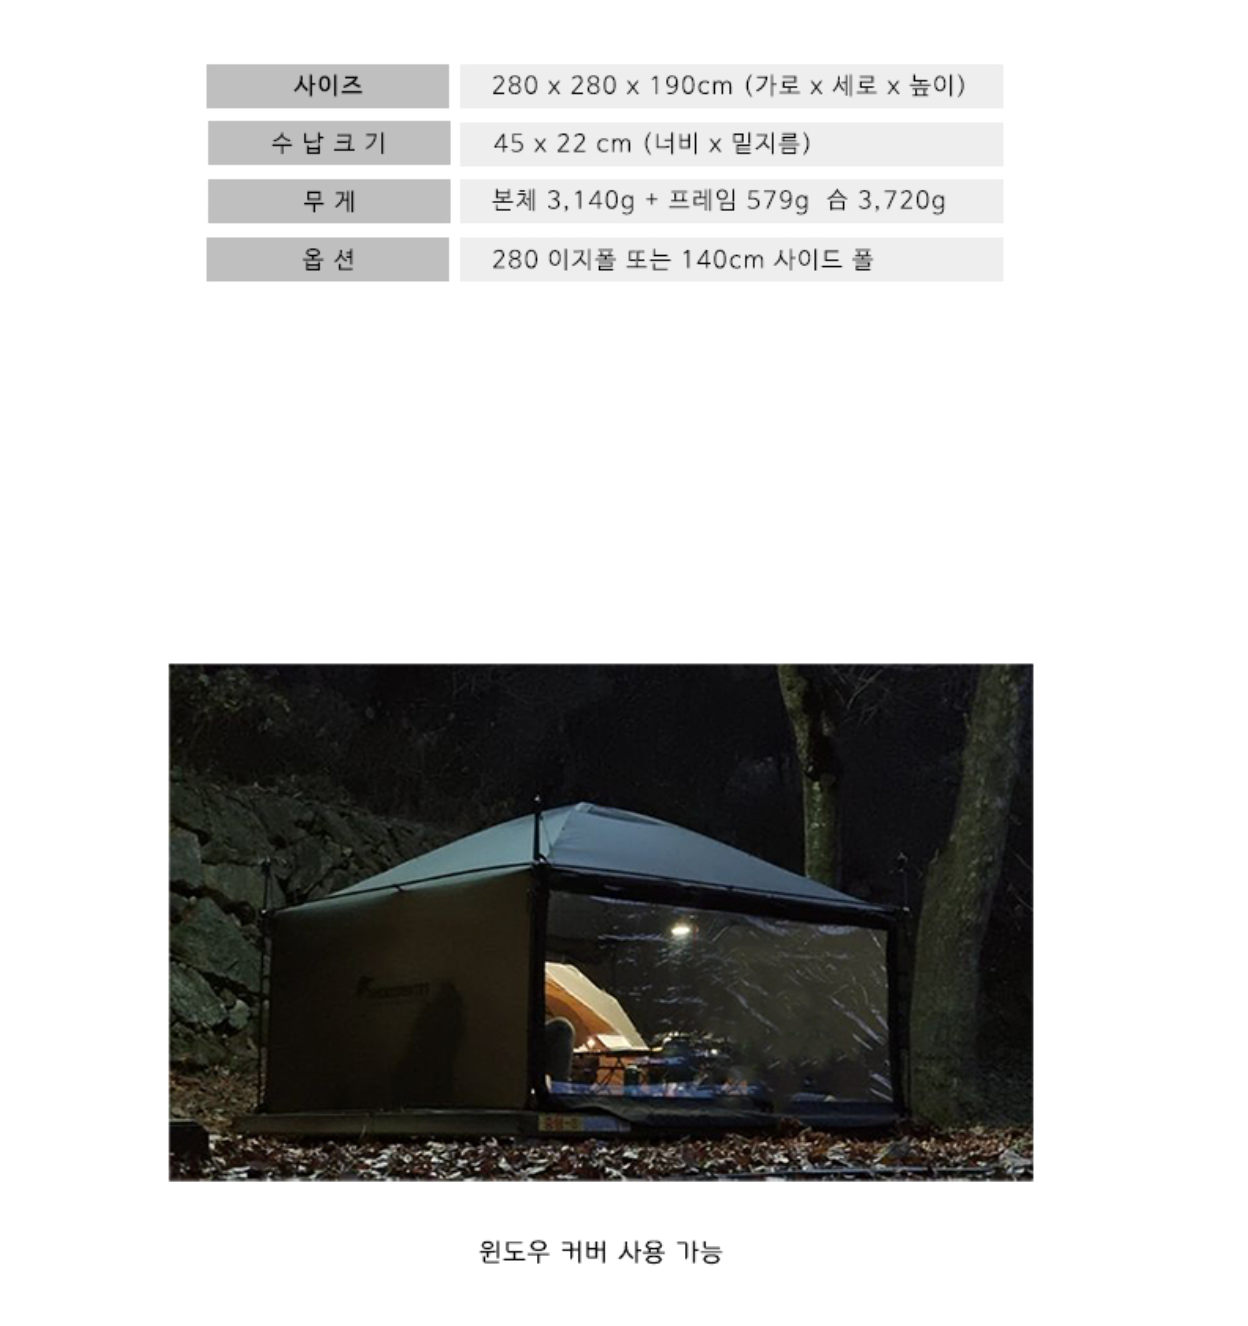 사이즈 280 x 280 x 190cm (가로 x 세로 x 높이)
수 납 크 기 45 x 22 cm (너비 x 밑지름)
무 게 본체 3,140g + 프레임 579g 슴 3,720g
옵 션 280 이지폴 또는 140cm 사이드 폴
윈도우 커버 사용 가능